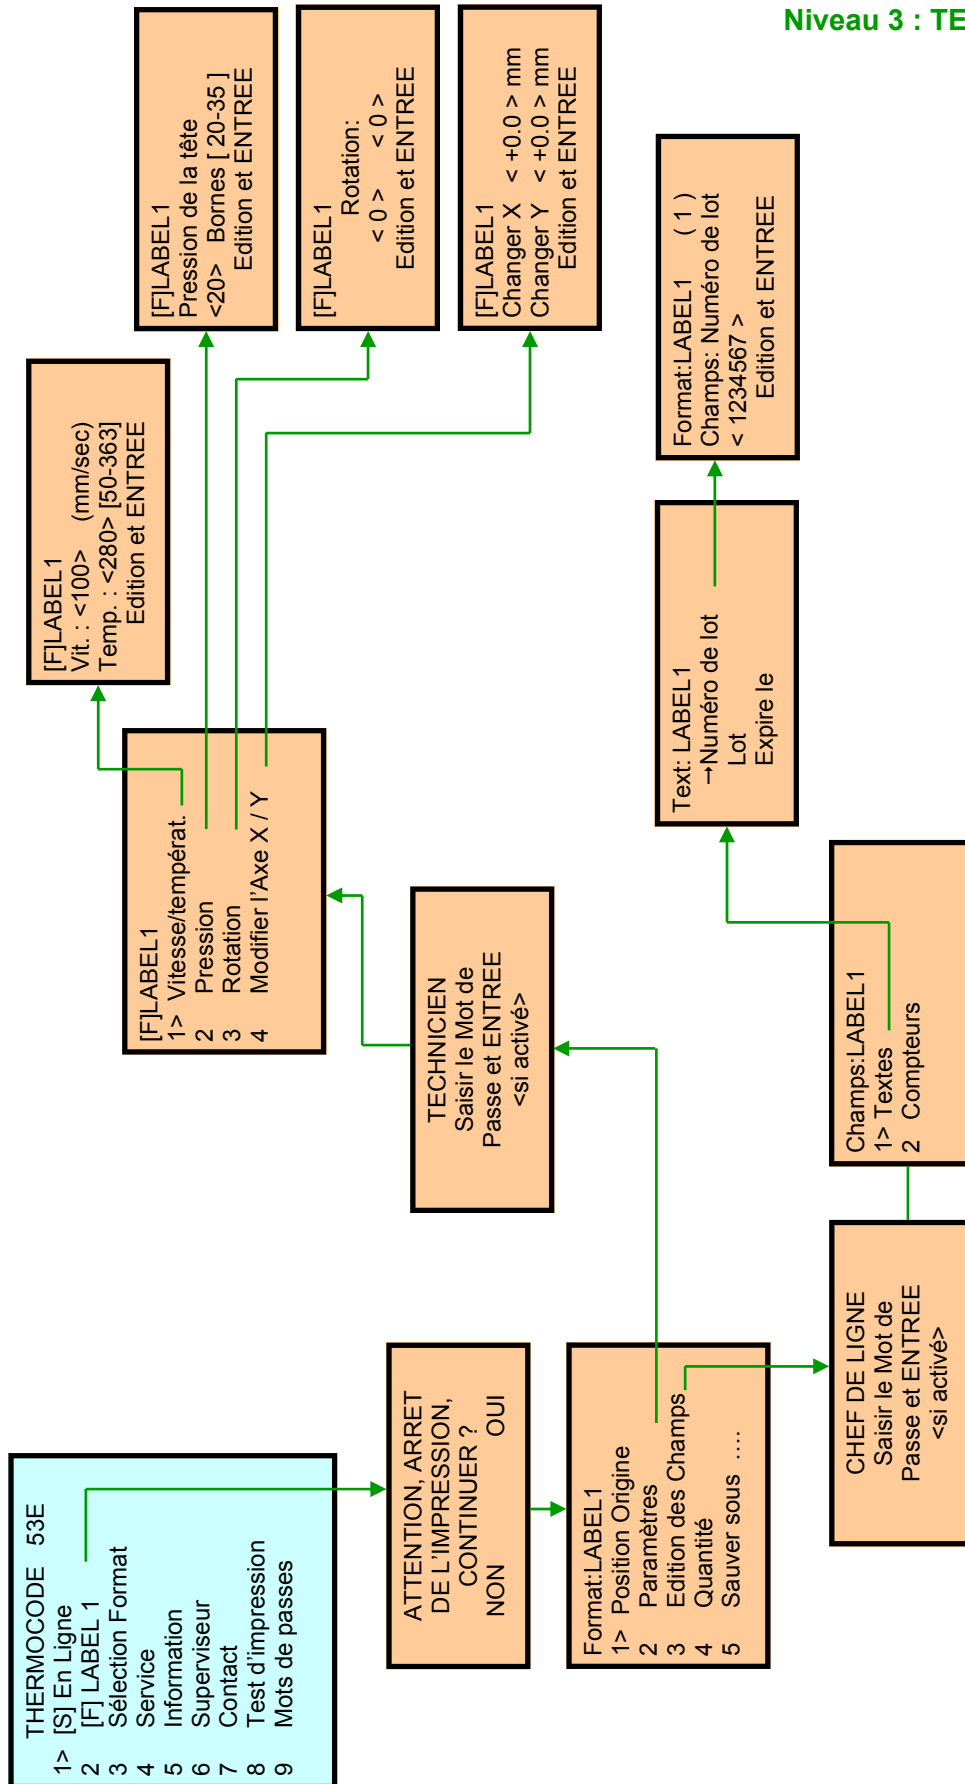 Niveau 3 : TE
THERMOCODE 53E
1> [S] En Ligne
2 [F] LABEL 1
3 Sélection Format
4 Service
5 Information
6 Superviseur
7 Contact
8 Test d'impression
9 Mots de passes
ATTENTION, ARRET
DE L'IMPRESSION,
CONTINUER ?
NON OUI
Format:LABEL1
1> Position Origine
2 Paramètres
3 Edition des Champs
4 Quantité
5 Sauver sous ….
TECHNICIEN
Saisir le Mot de
Passe et ENTREE
<si activé>
[F]LABEL1
1> Vitesse/températ.
2 Pression
3 Rotation
4 Modifier l'Axe X / Y
[F]LABEL1
Vit. : <100> (mm/sec)
Temp. : <280> [50-363]
Edition et ENTREE
[F]LABEL1
Pression de la tête
<20> Bornes [ 20-35 ]
Edition et ENTREE
[F]LABEL1
Rotation:
< 0 > < 0 >
Edition et ENTREE
[F]LABEL1
Changer X < +0.0 > mm
Changer Y < +0.0 > mm
Edition et ENTREE
CHEF DE LIGNE
Saisir le Mot de
Passe et ENTREE
<si activé>
Champs:LABEL1
1> Textes
2 Compteurs
Text: LABEL1
→Numéro de lot
Lot
Expire le
Format:LABEL1 ( 1 )
Champs: Numéro de lot
< 1234567 >
Edition et ENTREE